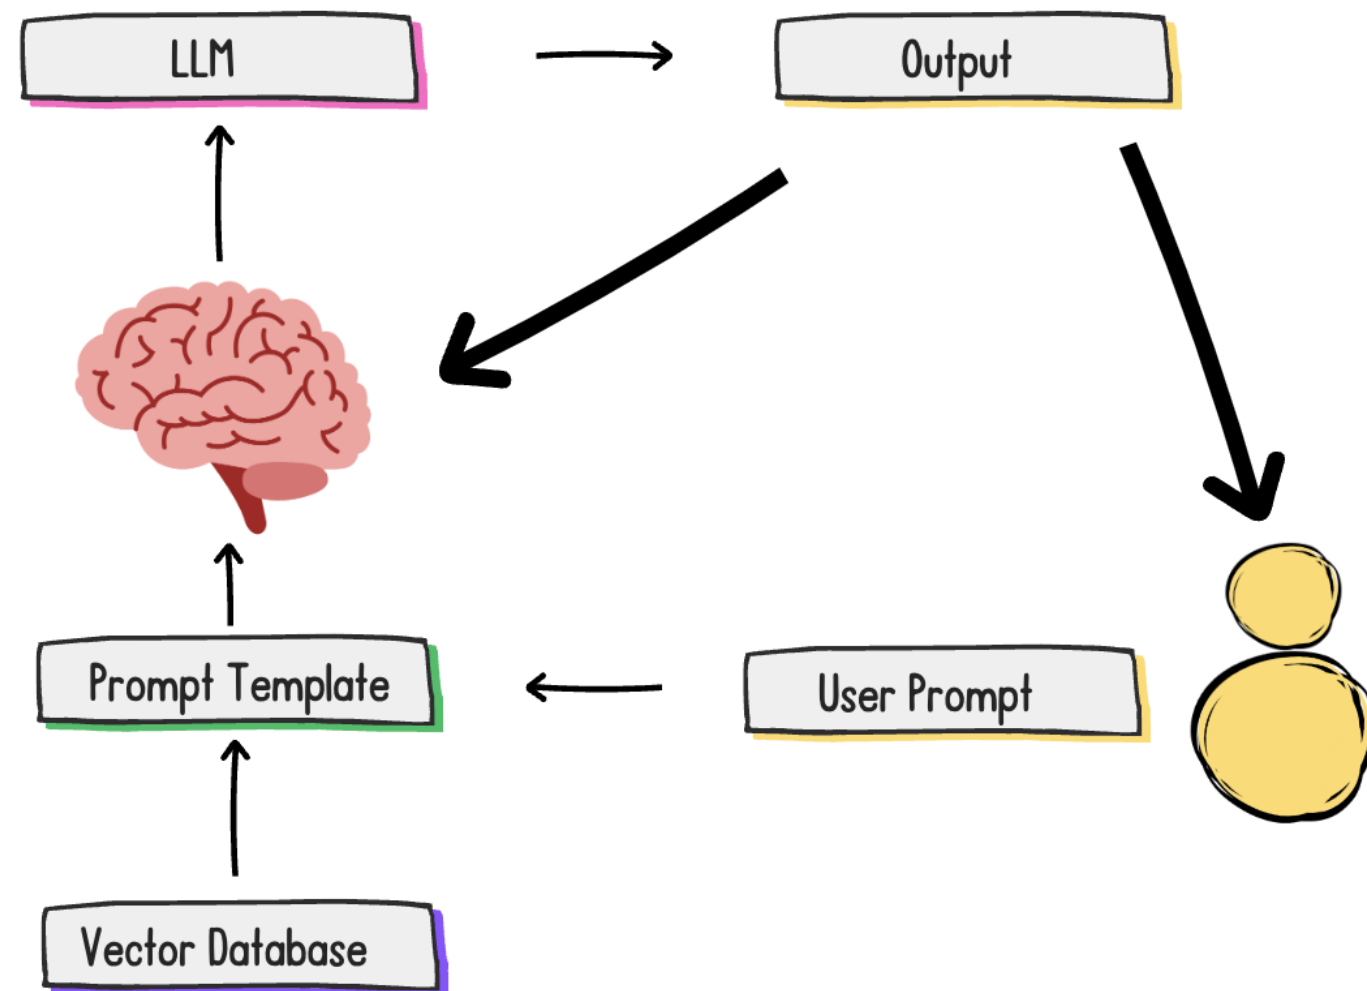 LLM
Output
Prompt Template
User Prompt
Vector Database